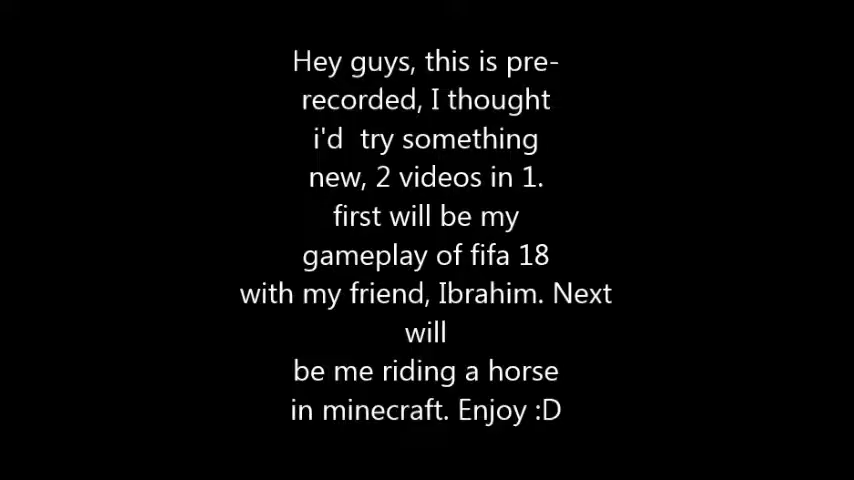 Hey guys, this is pre-
recorded, I thought
i'd  try something
new, 2 videos in 1.
first will be my
gameplay of fifa 18
with my friend, Ibrahim. Next
will
be me riding a horse
in minecraft. Enjoy :D